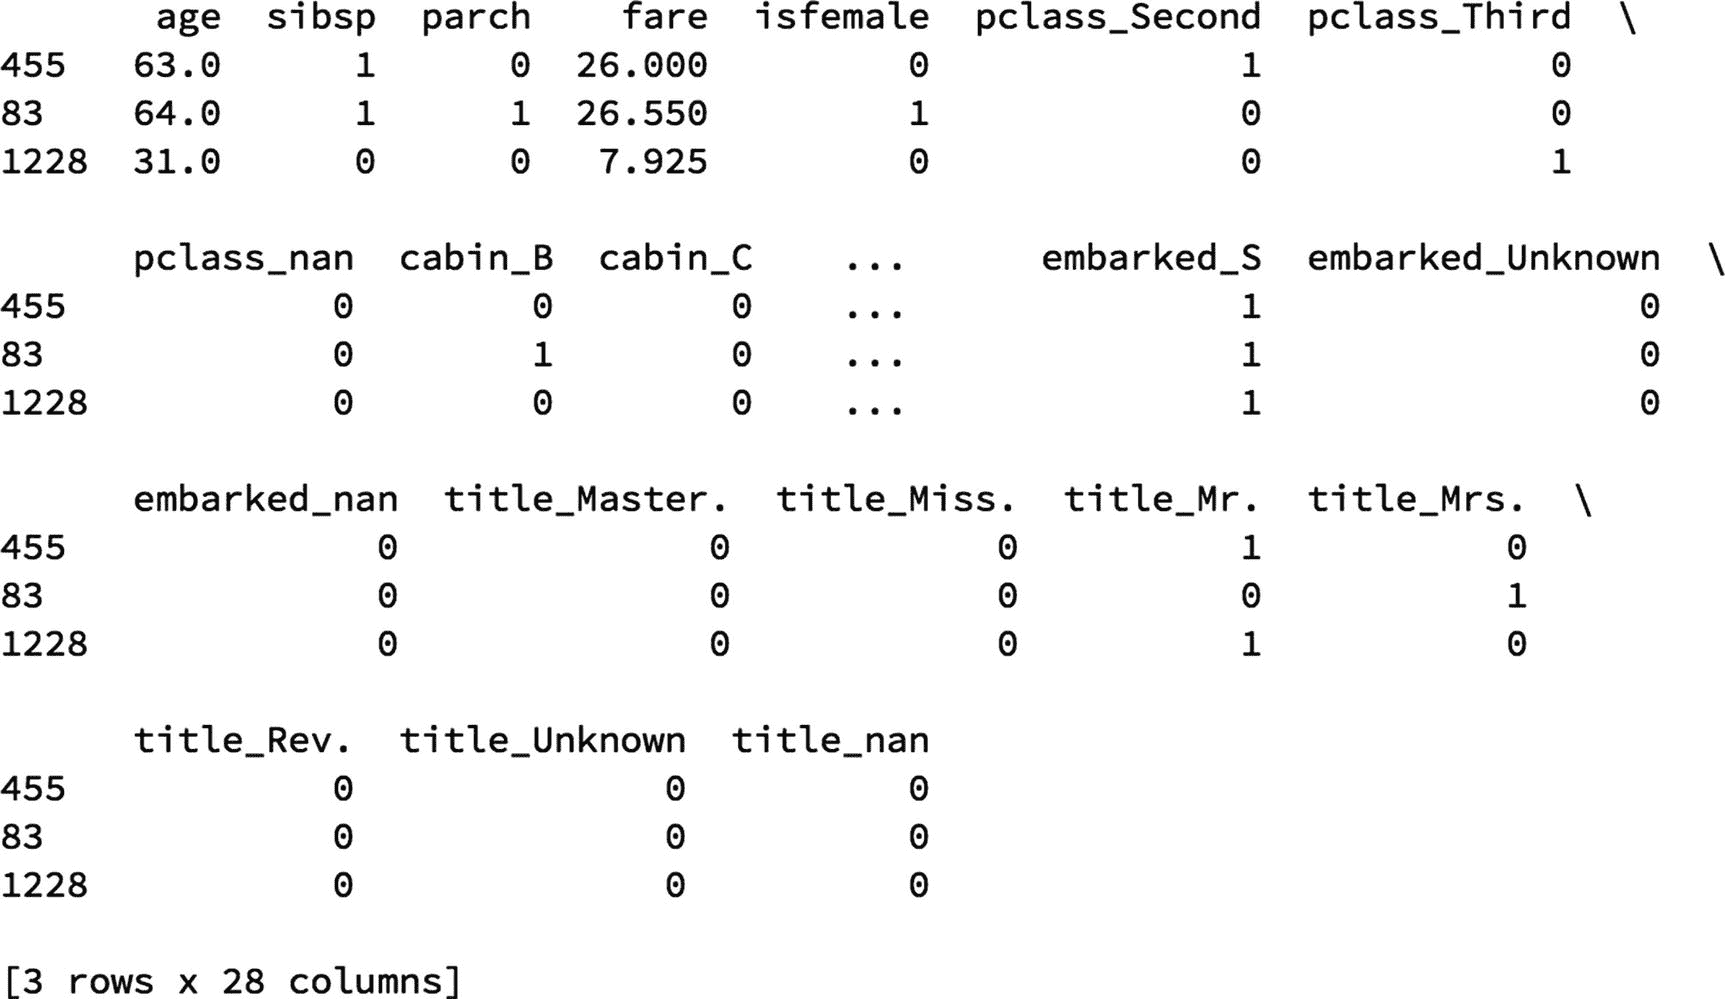 age sibsp parch fare isfemale pclass_Second pclass_Third \
455 63.0 1 0 26.000 0 1 0
83 64.0 1 1 26.550 1 0 0
1228 31.0 0 0 7.925 0 0 1
pclass_nan cabin_B cabin_C ... embarked_S embarked_Unknown \
455 0 0 0 ... 1 0
83 0 1 0 ... 1 0
1228 0 0 0 ... 1 0
embarked_nan title_Master. title_Miss. title_Mr. title_Mrs. \
455 0 0 0 1 0
83 0 0 0 0 1
1228 0 0 0 1 0
title_Rev. title_Unknown title_nan
455 0 0 0
83 0 0 0
1228 0 0 0
[3 rows x 28 columns]